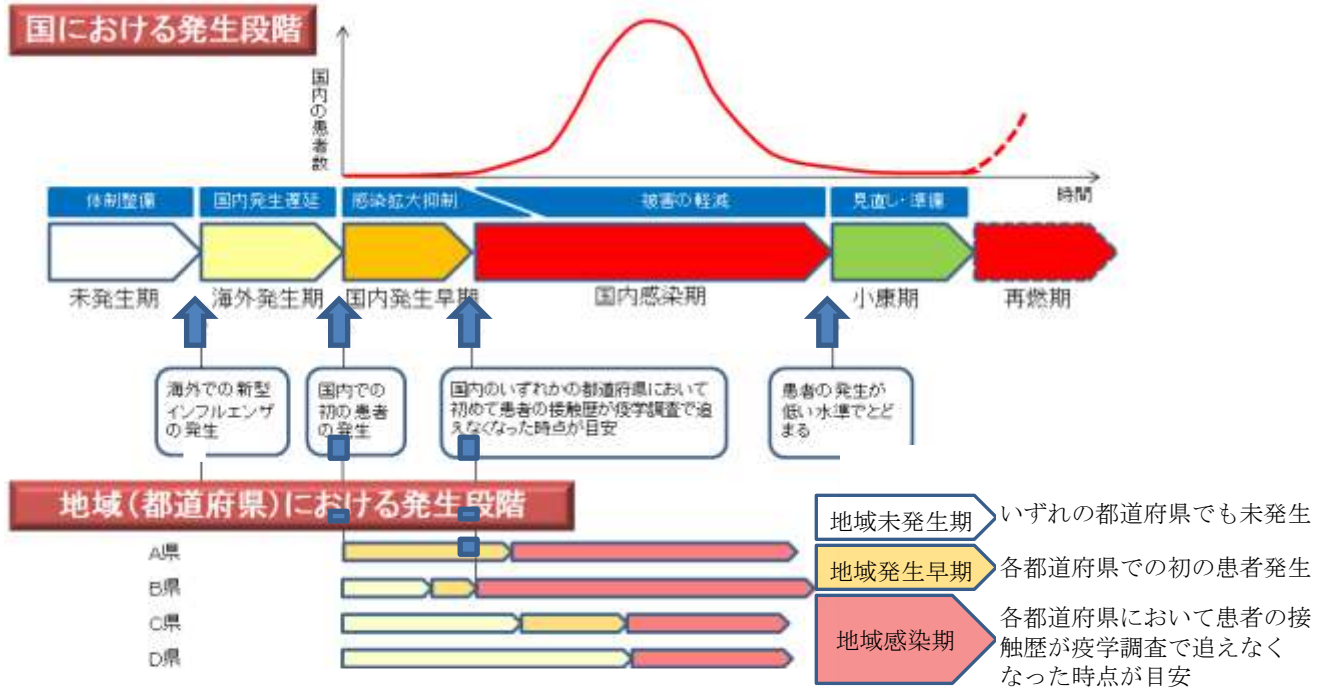 国における発生段階
国内の患者数
時間
体制整備
国内発生遅延
感染拡大抑制
被害の軽減
見直し・準備
未発生期
海外発生期
国内発生早期
国内感染期
小康期
再燃期
海外での新型
インフルエンザ
の発生
国内での
初の患者
の発生
国内のいずれかの都道府県において
初めて患者の接触歴が疫学調査で追
えなくなった時点が目安
患者の発生が
低い水準でとど
まる
地域(都道府県)における発生段階
A県
B県
C県
D県
地域未発生期
いずれの都道府県でも未発生
地域発生早期
各都道府県での初の患者発生
地域感染期
各都道府県において患者の接
触歴が疫学調査で追えなく
なった時点が目安